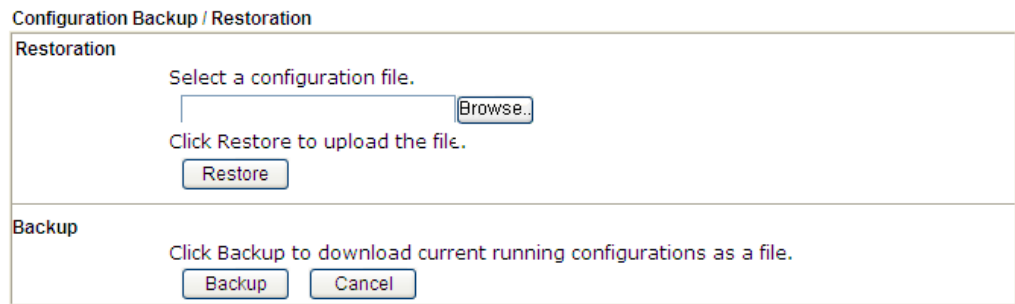 Configuration Backup / Restoration
Restoration
Select a configuration file.
Browse..
Click Restore to upload the file.
Restore
Backup
Click Backup to download current running configurations as a file.
Backup Cancel